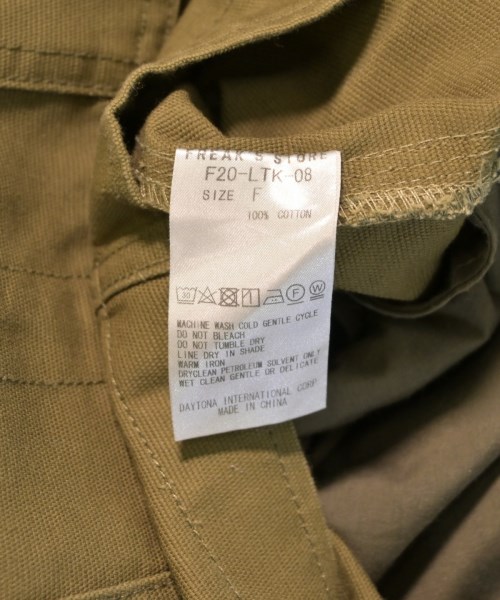 FREAK'S STORE
F20-LTK-08
SIZE F
100% COTTON
30 F W
MACHINE WASH COLD GENTLE CYCLE
DO NOT BLEACH
DO NOT TUMBLE DRY
LINE DRY IN SHADE
WARM IRON
DRYCLEAN PETROLEUM SOLVENT ONLY
WET CLEAN GENTLE OR DELICATE
DAYTONA INTERNATIONAL CORP
MADE IN CHINA